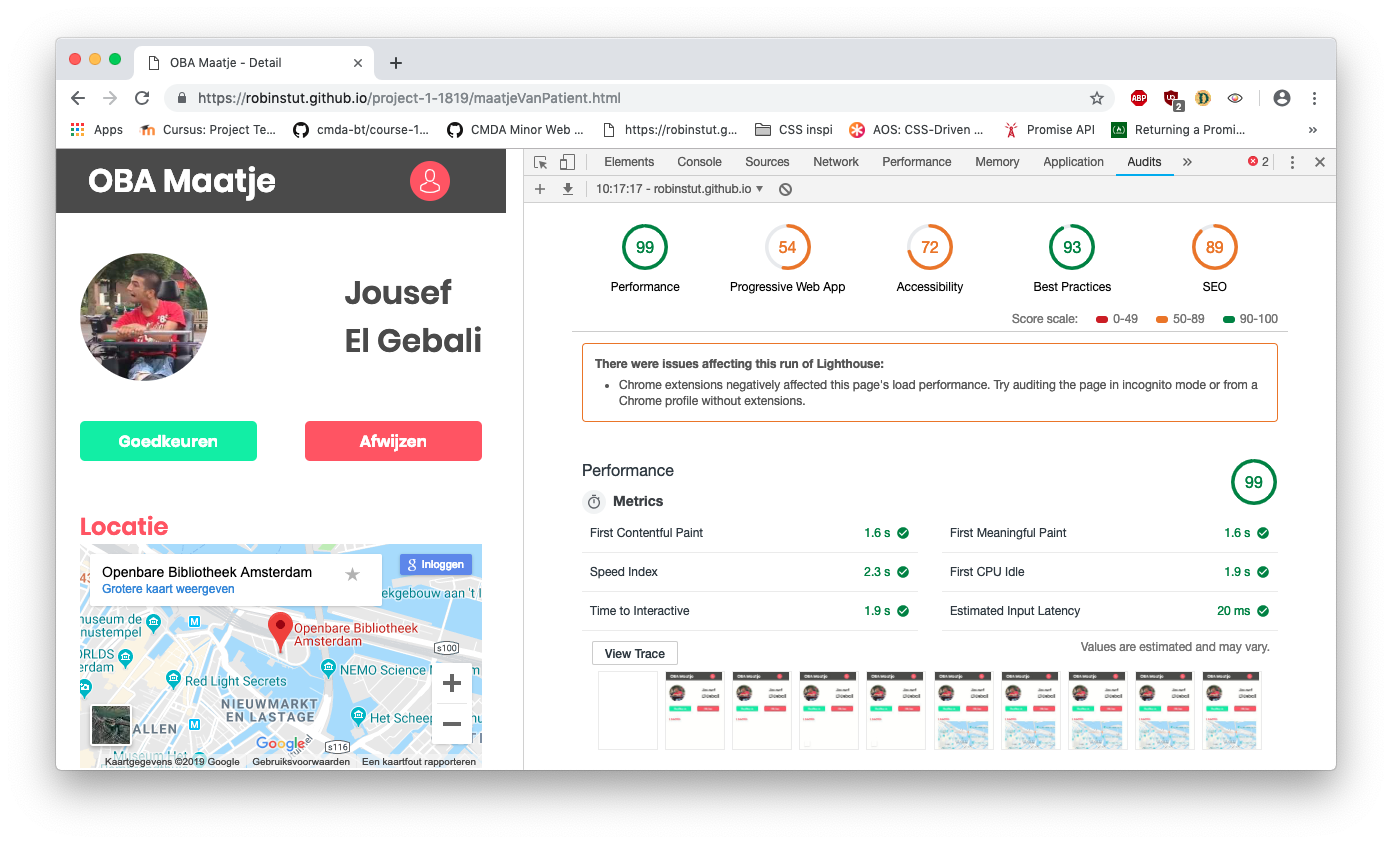 OBA Maatje - Detail
https://robinstut.github.io/project-1-1819/maatjeVanPatient.html
ABP
2
Apps
Cursus: Project Te...
cmda-bt/course-1...
CMDA Minor Web ...
https://robinstut.g...
CSS inspi
AOS: CSS-Driven ...
Promise API
Returning a Promi...
»
OBA Maatje
Jousef
El Gebali
Goedkeuren
Afwijzen
Locatie
Openbare Bibliotheek Amsterdam
Grotere kaart weergeven
Inloggen
Openbare Bibliotheek
Amsterdam
s100
NEMO Science
Red Light Secrets
NIEUWMARKT
EN LASTAGE
Het Scheep
ALLEN
Google
s116
Kaartgegevens ©2019 Google
Gebruiksvoorwaarden
Een kaartfout rapporteren
Elements
Console
Sources
Network
Performance
Memory
Application
Audits
»
2
10:17:17 - robinstut.github.io
99
54
72
93
89
Performance
Progressive Web App
Accessibility
Best Practices
SEO
Score scale:
0-49
50-89
90-100
There were issues affecting this run of Lighthouse:
Chrome extensions negatively affected this page's load performance. Try auditing the page in incognito mode or from a
Chrome profile without extensions.
Performance
99
Metrics
First Contentful Paint
1.6 s
First Meaningful Paint
1.6 s
Speed Index
2.3 s
First CPU Idle
1.9 s
Time to Interactive
1.9 s
Estimated Input Latency
20 ms
View Trace
Values are estimated and may vary.